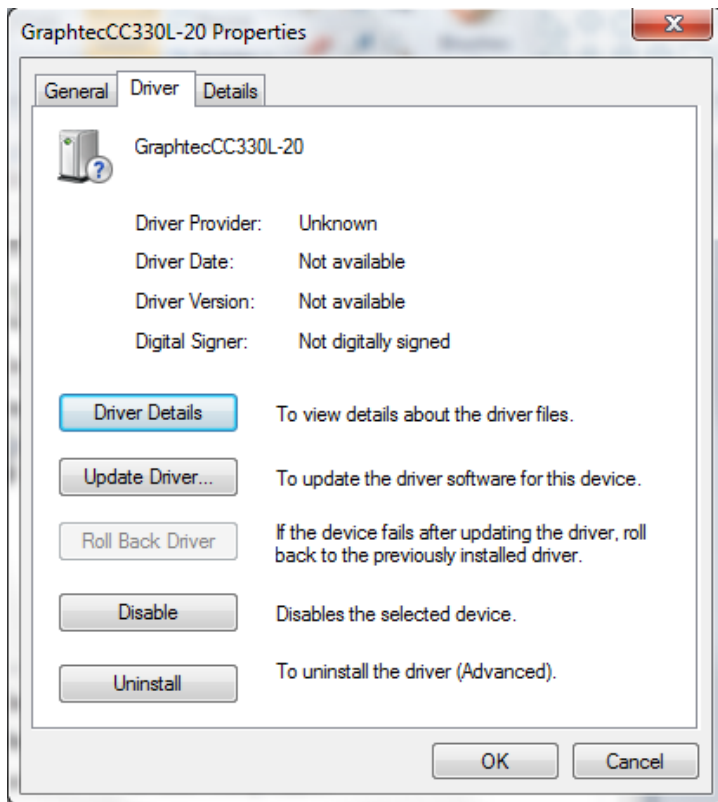 GraphtecCC330L-20 Properties
General Driver Details
GraphtecCC330L-20
Driver Provider: Unknown
Driver Date: Not available
Driver Version: Not available
Digital Signer: Not digitally signed
Driver Details To view details about the driver files.
Update Driver... To update the driver software for this device.
Roll Back Driver If the device fails after updating the driver, roll
back to the previously installed driver.
Disable Disables the selected device.
Uninstall To uninstall the driver (Advanced).
OK Cancel